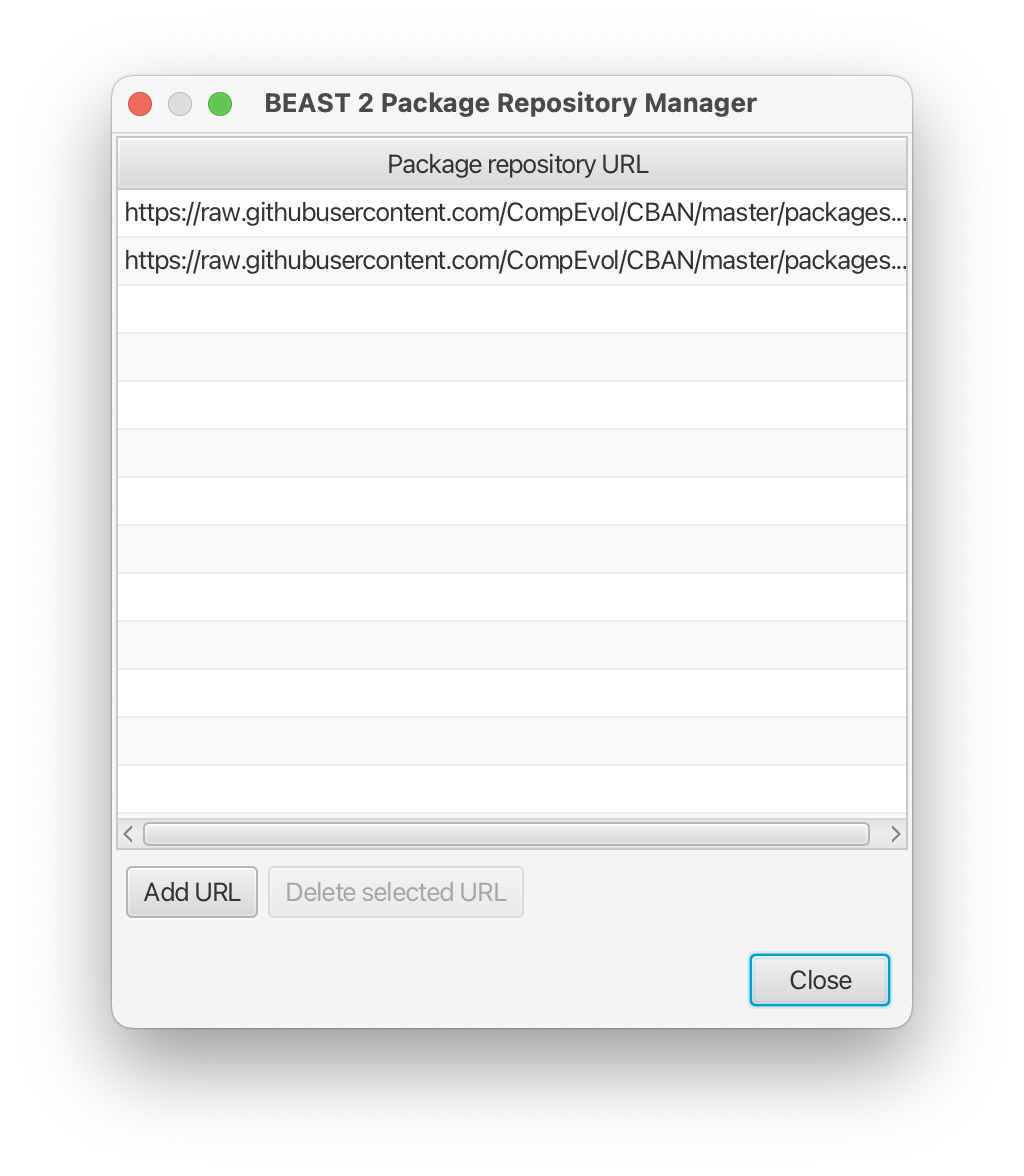 BEAST 2 Package Repository Manager
Package repository URL
https://raw.githubusercontent.com/CompEvol/CBAN/master/packages...
https://raw.githubusercontent.com/CompEvol/CBAN/master/packages...
Add URL
Delete selected URL
Close